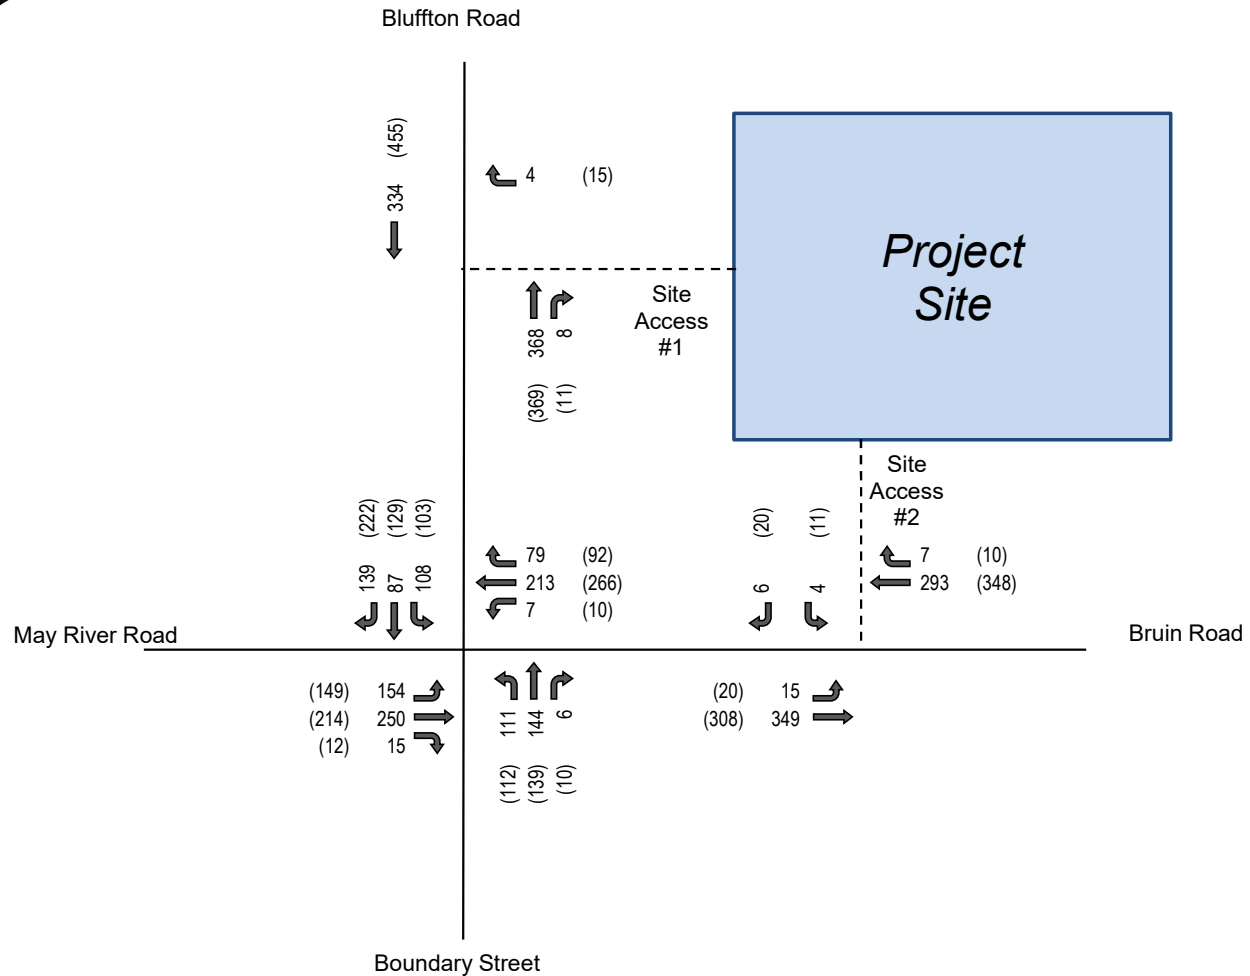 Bluffton Road
(455)
334
4 (15)
Project
Site
Site
Access
#1
368 8
(369) (11)
Site
Access
#2
(222) (129) (103)
139 87 108
79 (92)
213 (266)
7 (10)
(20) (11)
6 4
7 (10)
293 (348)
May River Road
Bruin Road
(149) 154
(214) 250
(12) 15
111 144 6
(112) (139) (10)
(20) 15
(308) 349
Boundary Street